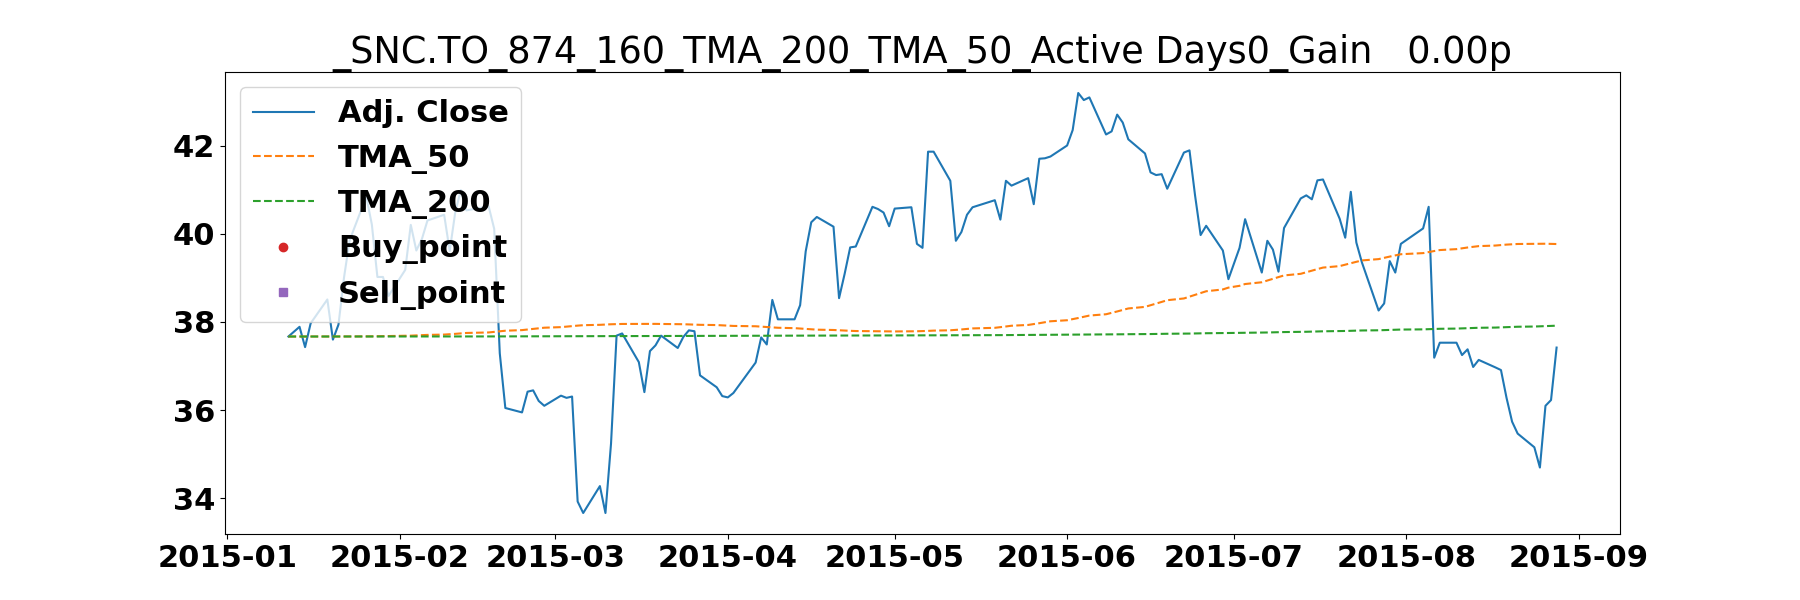 _SNC.TO_874_160_TMA_200_TMA_50_Active Days0_Gain   0.00p
Adj. Close
TMA_50
TMA_200
Buy_point
Sell_point
42
40
38
36
34
2015-01 2015-02 2015-03 2015-04 2015-05 2015-06 2015-07 2015-08 2015-09